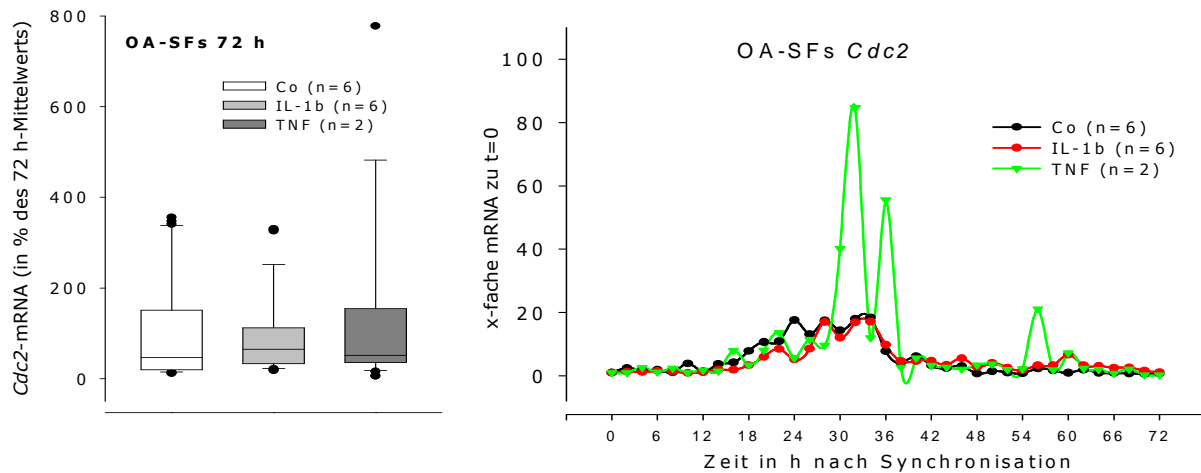 Cdc2-mRNA (in % des 72 h-Mittelwerts)
800
600
400
200
0
OA-SFs 72 h
Co (n=6)
IL-1b (n=6)
TNF (n=2)
x-fache mRNA zu t=0
100
80
60
40
20
0
OA-SFs Cdc2
Co (n=6)
IL-1b (n=6)
TNF (n=2)
0 6 12 18 24 30 36 42 48 54 60 66 72
Zeit in h nach Synchronisation